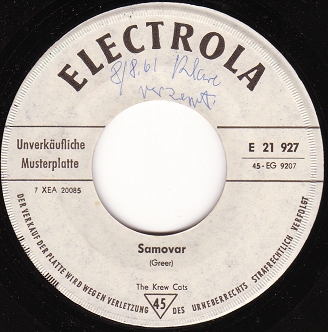 ELECTROLA
8/8.61
Unverkäufliche
Musterplatte
E 21 927
45-EG 9207
7 XEA 20085
Samovar
(Greer)
The Krew Cats
45
DER VERKAUF DER PLATTE WIRD WEGEN VERLETZUNG DES URHEBERRECHTS STRAFRECHTLICH VERFOLGT